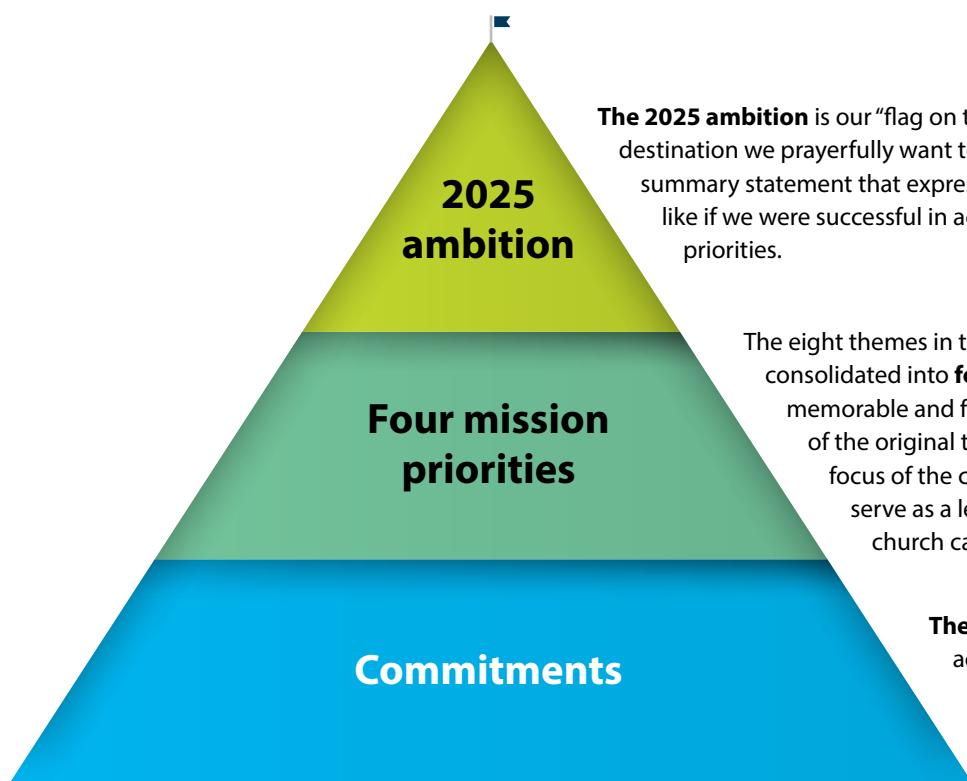 2025
ambition
The 2025 ambition is our “flag on
destination we prayerfully want
summary statement that
like if we were successful in
priorities.
Four mission
priorities
The eight themes in
consolidated into
memorable and
of the original
focus of the
serve as a
church
Commitments
The